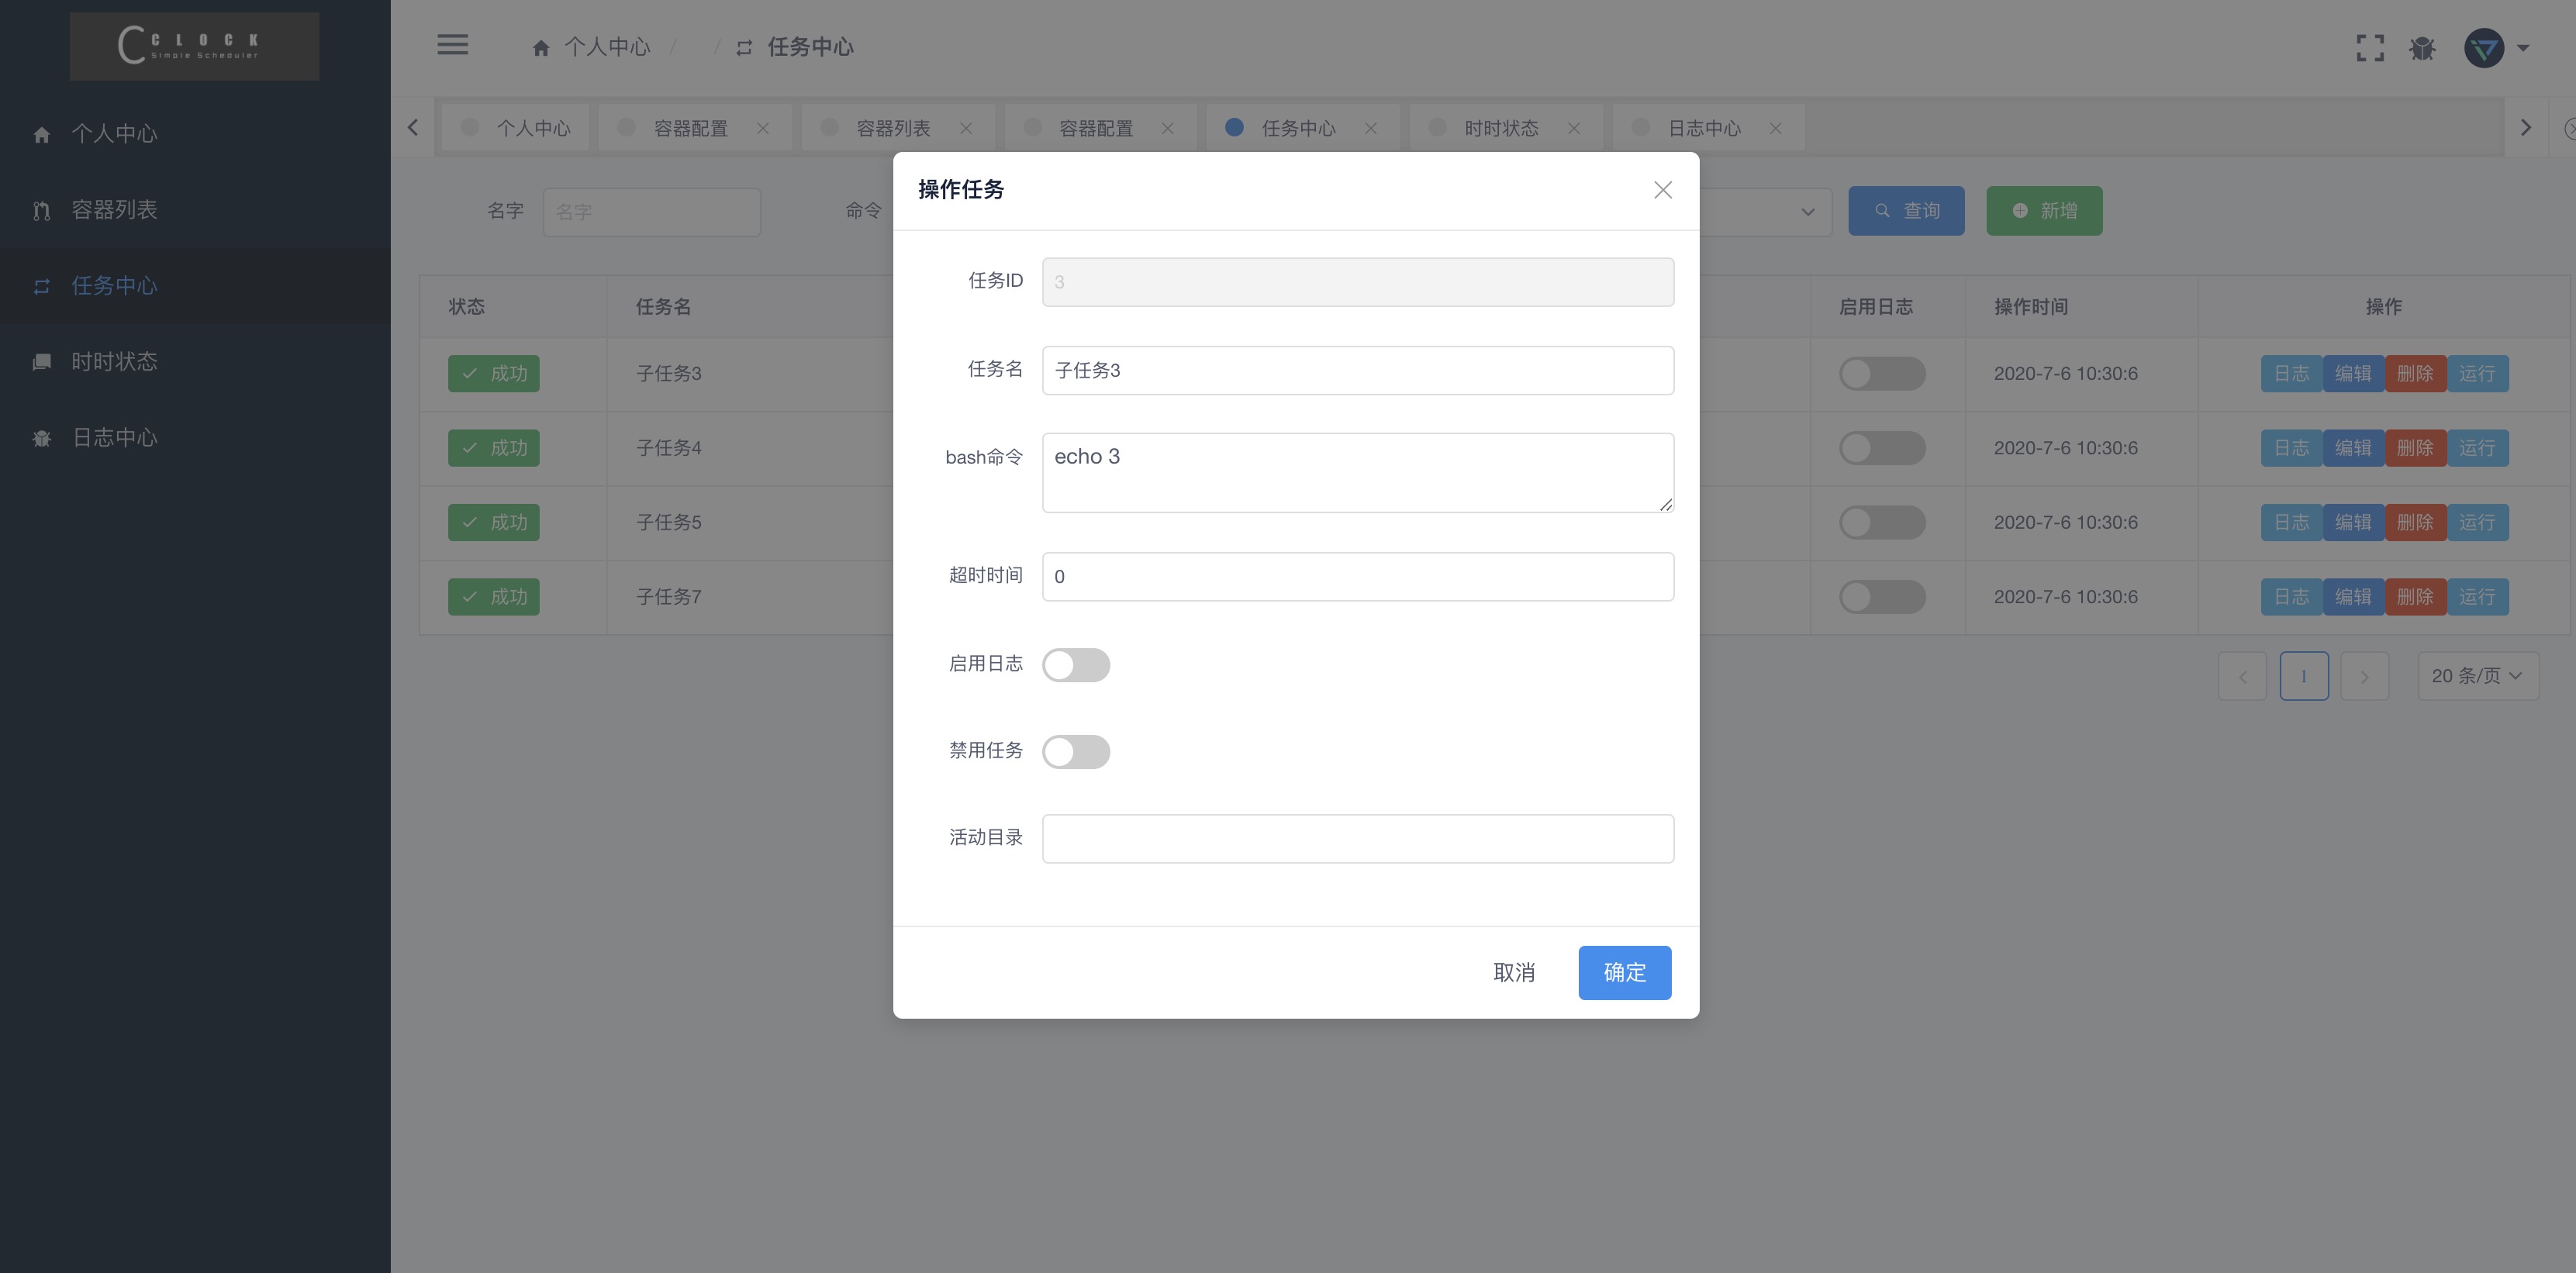 CLOCK
Simple Scheduler
个人中心
容器列表
任务中心
时时状态
日志中心
个人中心 / / 任务中心
个人中心 容器配置 容器列表 容器配置 任务中心 时时状态 日志中心
名字 名字 命令 查询 新增
状态 任务名 启用日志 操作时间 操作
成功 子任务3 2020-7-6 10:30:6 日志 编辑 删除 运行
成功 子任务4 2020-7-6 10:30:6 日志 编辑 删除 运行
成功 子任务5 2020-7-6 10:30:6 日志 编辑 删除 运行
成功 子任务7 2020-7-6 10:30:6 日志 编辑 删除 运行
1 20 条/页
操作任务
任务ID 3
任务名 子任务3
bash命令 echo 3
超时时间 0
启用日志
禁用任务
活动目录
取消 确定